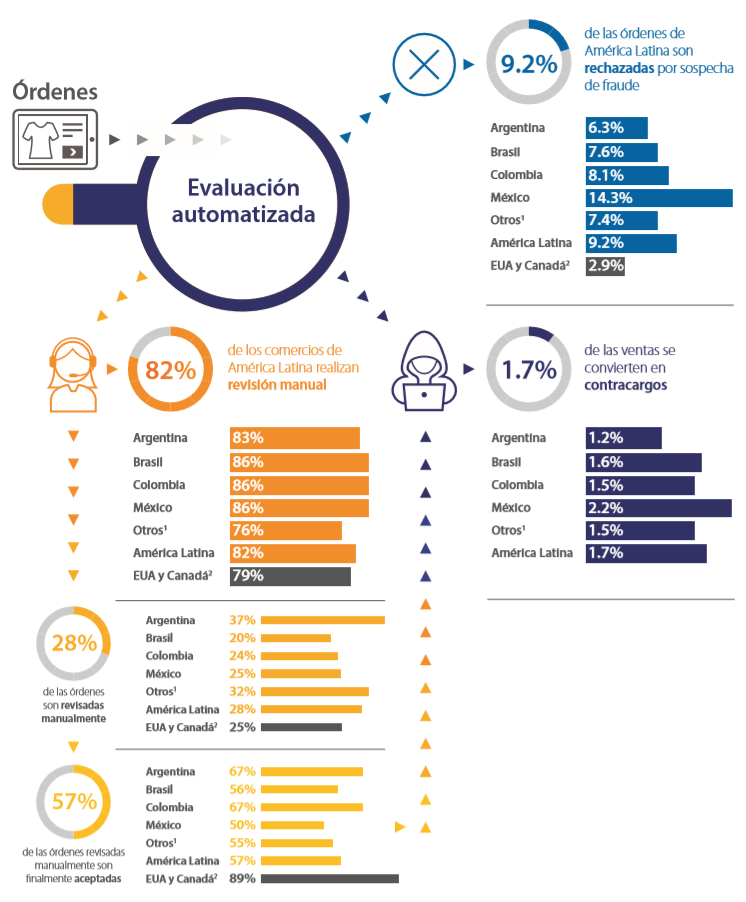 Órdenes
Evaluación
automatizada
9.2%
de las órdenes de
América Latina son
rechazadas por sospecha
de fraude
Argentina 6.3%
Brasil 7.6%
Colombia 8.1%
México 14.3%
Otros¹ 7.4%
América Latina 9.2%
EUA y Canadá² 2.9%
82%
de los comercios de
América Latina realizan
revisión manual
Argentina 83%
Brasil 86%
Colombia 86%
México 86%
Otros¹ 76%
América Latina 82%
EUA y Canadá² 79%
1.7%
de las ventas se
convierten en
contracargos
Argentina 1.2%
Brasil 1.6%
Colombia 1.5%
México 2.2%
Otros¹ 1.5%
América Latina 1.7%
28%
de las órdenes
son revisadas
manualmente
Argentina 37%
Brasil 20%
Colombia 24%
México 25%
Otros¹ 32%
América Latina 28%
EUA y Canadá² 25%
57%
de las órdenes revisadas
manualmente son
finalmente aceptadas
Argentina 67%
Brasil 56%
Colombia 67%
México 50%
Otros¹ 55%
América Latina 57%
EUA y Canadá² 89%